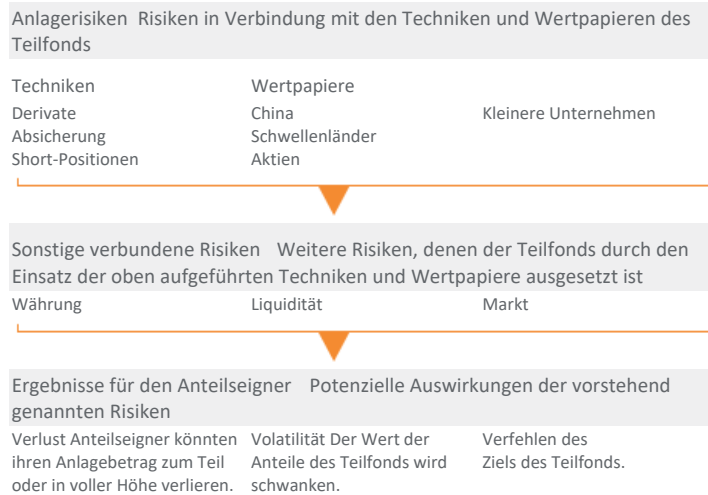 Anlagerisiken Risiken in Verbindung mit den Techniken und Wertpapieren des
Teilfonds
Techniken Wertpapiere
Derivate China Kleinere Unternehmen
Absicherung Schwellenländer
Short-Positionen Aktien
Sonstige verbundene Risiken Weitere Risiken, denen der Teilfonds durch den
Einsatz der oben aufgeführten Techniken und Wertpapiere ausgesetzt ist
Währung Liquidität Markt
Ergebnisse für den Anteilseigner Potenzielle Auswirkungen der vorstehend
genannten Risiken
Verlust Anteilseigner könnten Volatilität Der Wert der Verfehlen des
ihren Anlagebetrag zum Teil Anteile des Teilfonds wird Ziels des Teilfonds.
oder in voller Höhe verlieren. schwanken.